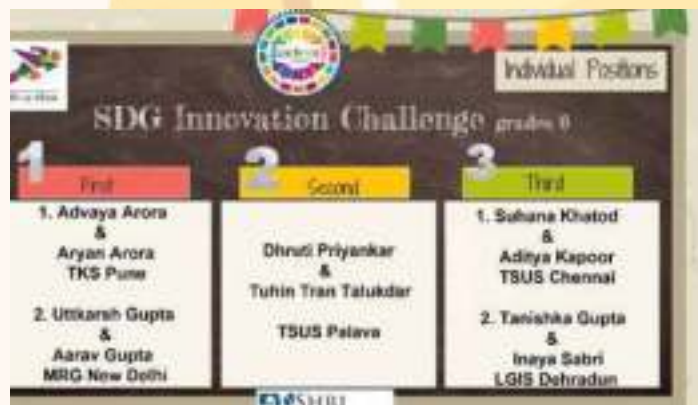 Individual Positions
SDG Innovation Challenge grades 8
1
First
1. Advaya Arora
&
Aryan Arora
TKS Pune
2. Uttkarsh Gupta
&
Aarav Gupta
MRG New Delhi
2
Second
Dhruti Priyankar
&
Tuhin Tran Talukdar
TSUS Palava
3
Third
1. Suhana Khatod
&
Aditya Kapoor
TSUS Chennai
2. Tanishka Gupta
&
Inaya Sabri
LGIS Dehradun